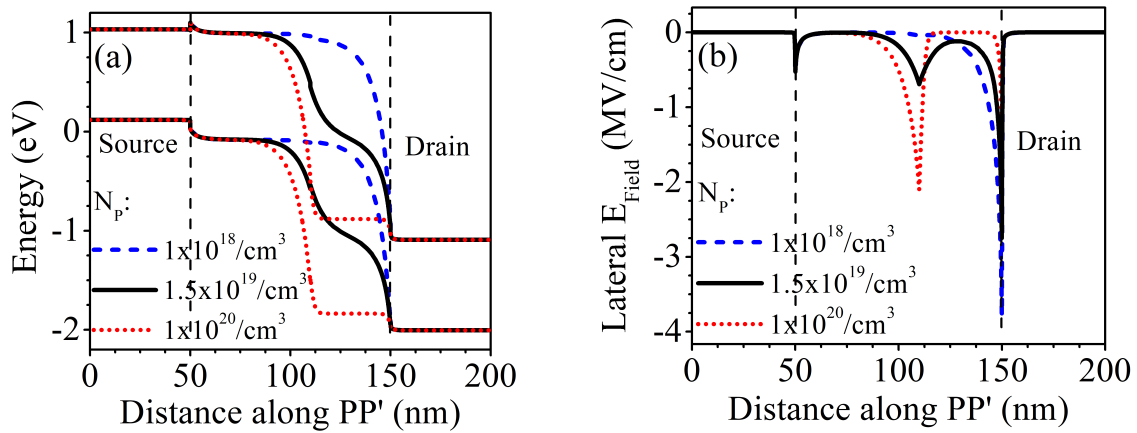 (a)
1
0
-1
-2
Energy (eV)
Source
Drain
N_P:
1x10^18/cm^3
1.5x10^19/cm^3
1x10^20/cm^3
0 50 100 150 200
Distance along PP' (nm)
(b)
0
-1
-2
-3
-4
Lateral E_Field (MV/cm)
Source
Drain
N_P:
1x10^18/cm^3
1.5x10^19/cm^3
1x10^20/cm^3
0 50 100 150 200
Distance along PP' (nm)